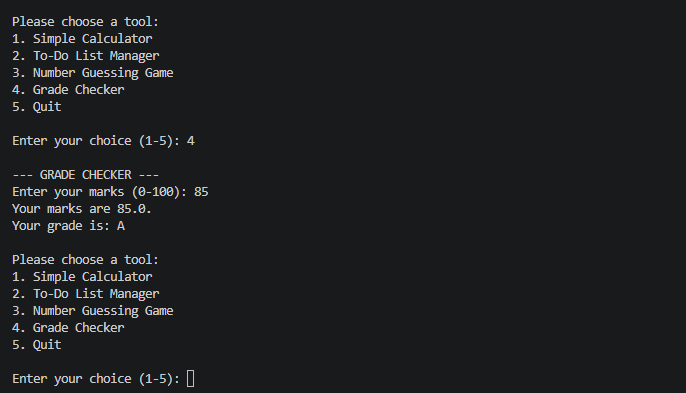 Please choose a tool:
1. Simple Calculator
2. To-Do List Manager
3. Number Guessing Game
4. Grade Checker
5. Quit
Enter your choice (1-5): 4
--- GRADE CHECKER ---
Enter your marks (0-100): 85
Your marks are 85.0.
Your grade is: A
Please choose a tool:
1. Simple Calculator
2. To-Do List Manager
3. Number Guessing Game
4. Grade Checker
5. Quit
Enter your choice (1-5):